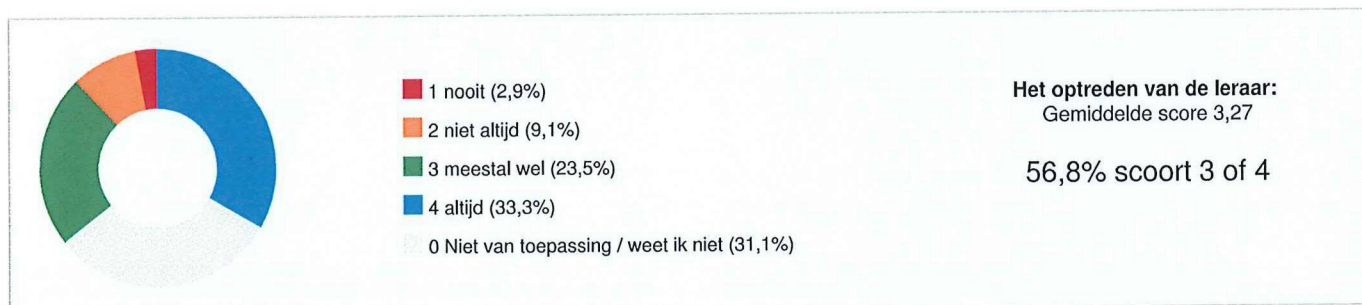 1 nooit (2,9%)
2 niet altijd (9,1%)
3 meestal wel (23,5%)
4 altijd (33,3%)
0 Niet van toepassing / weet ik niet (31,1%)
Het optreden van de leraar:
Gemiddelde score 3,27
56,8% scoort 3 of 4